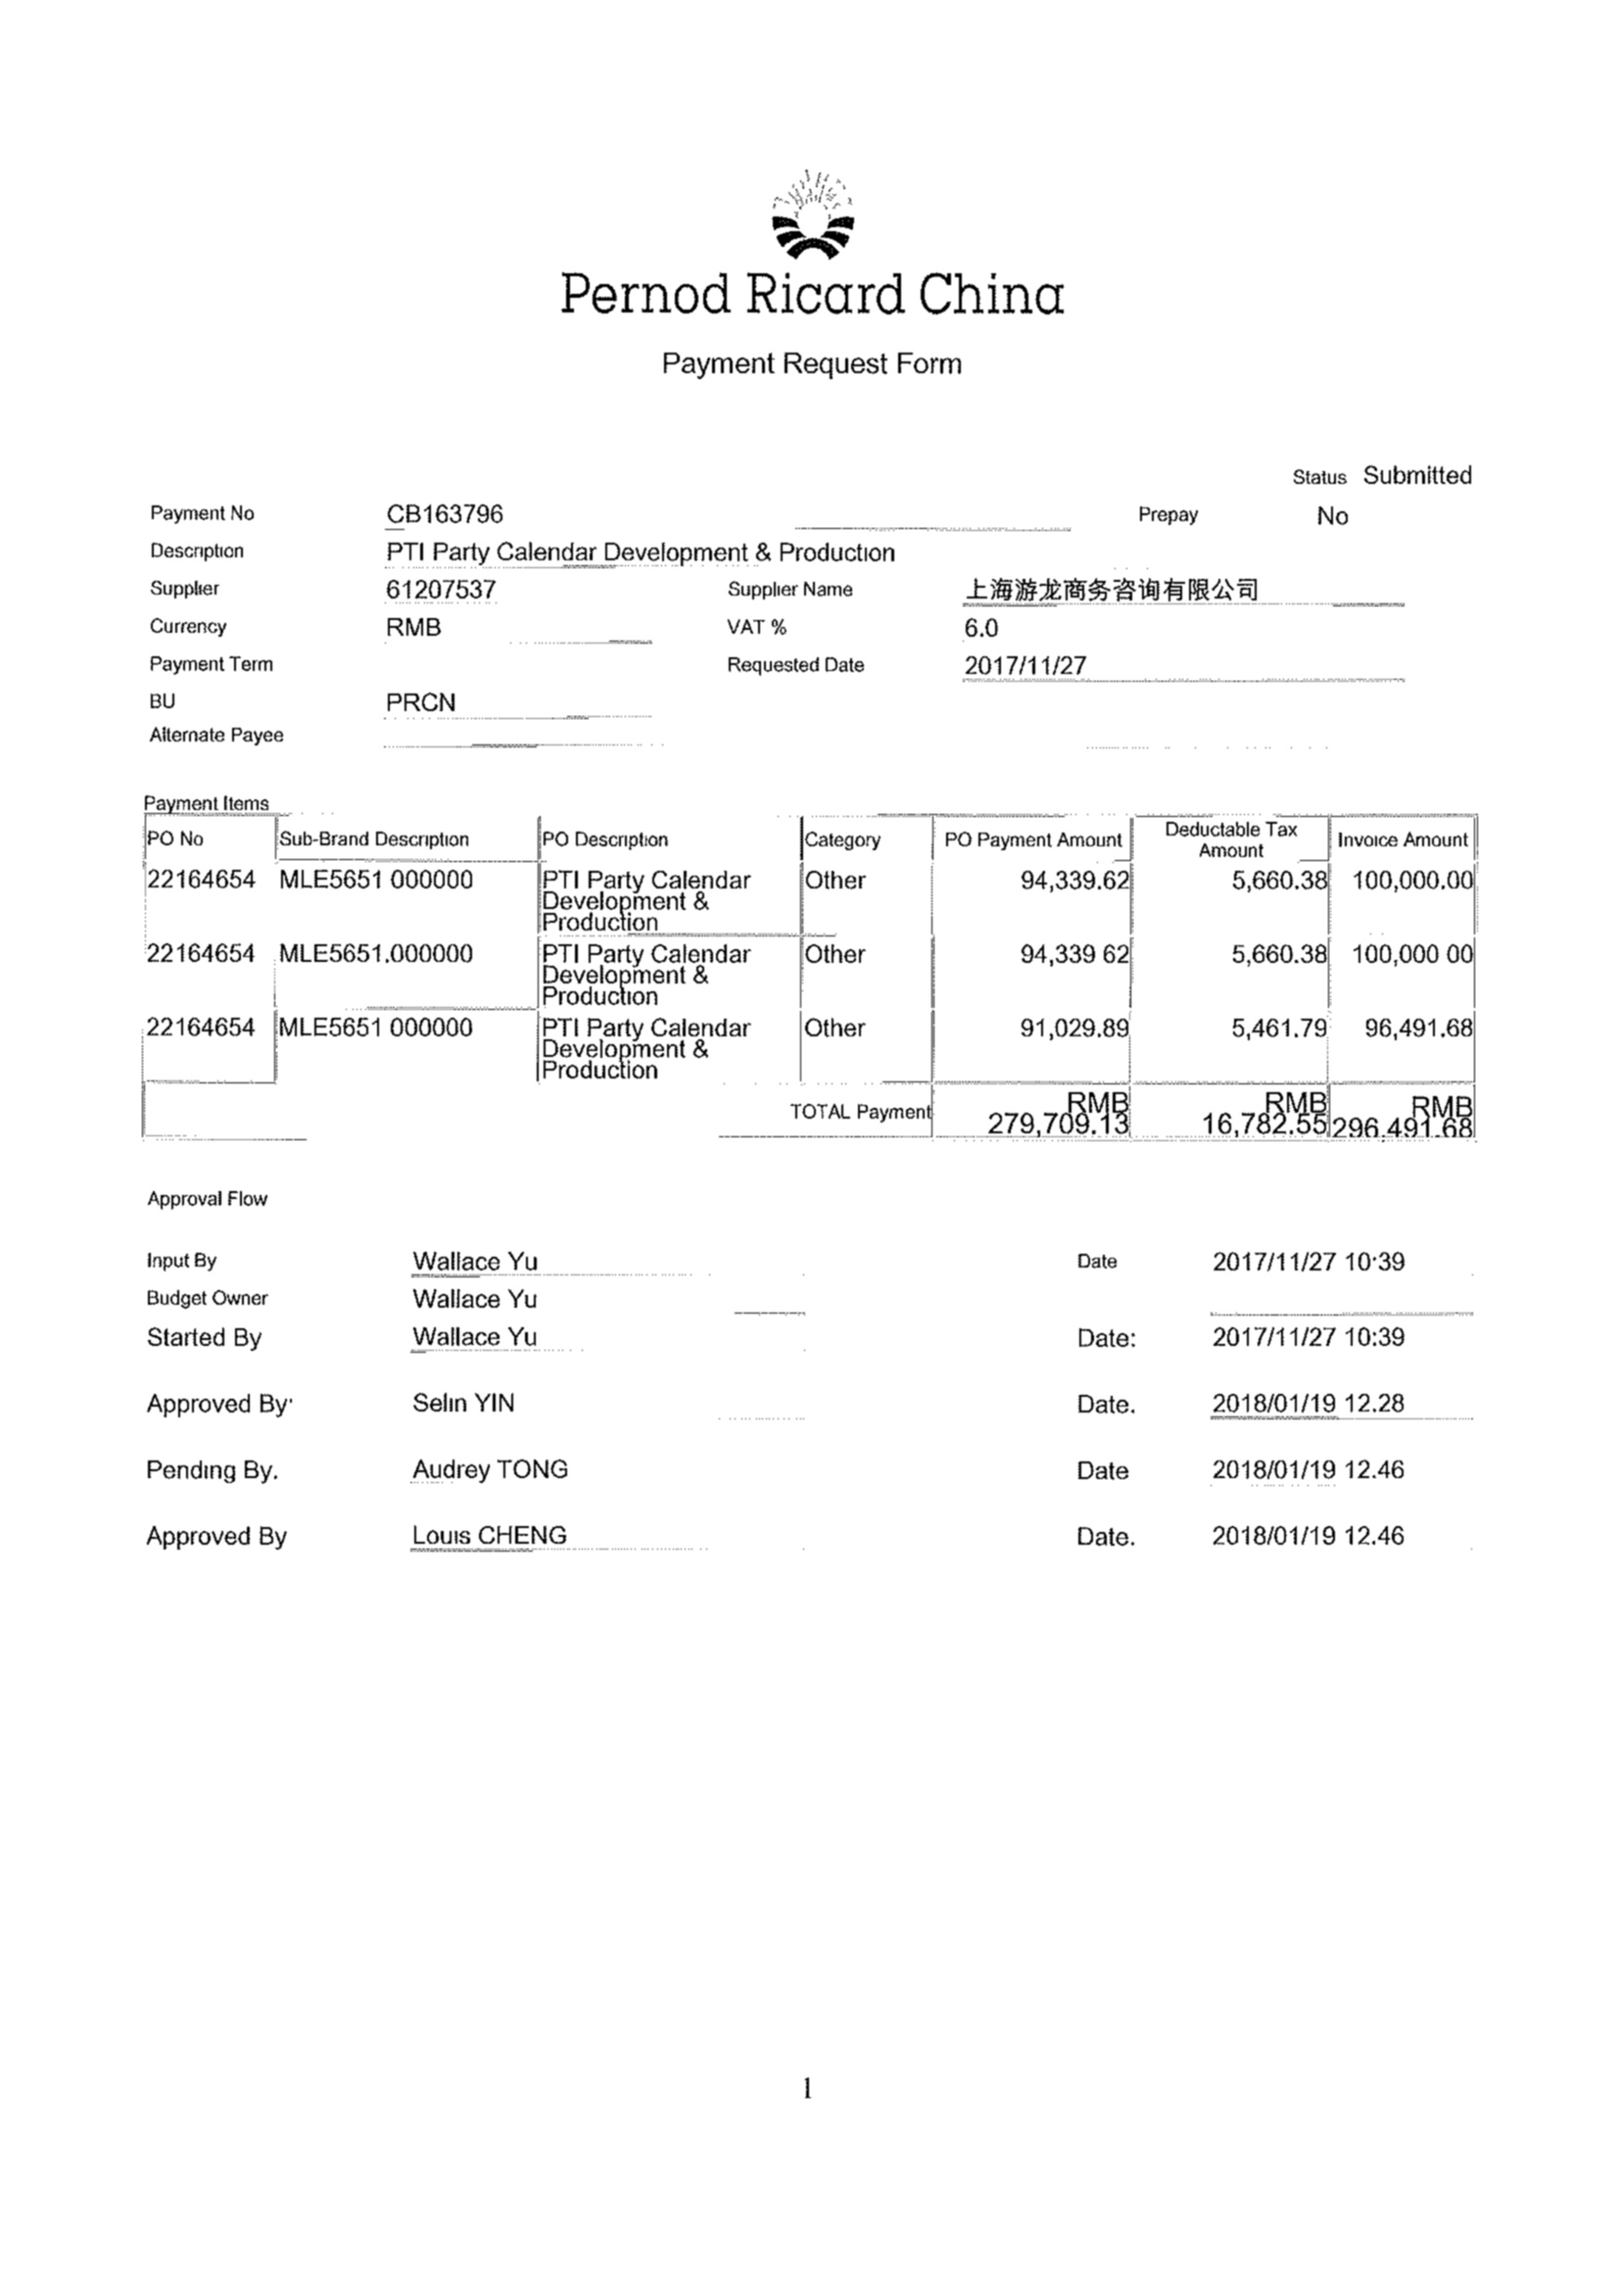 Pernod Ricard China
Payment Request Form
Status Submitted
Payment No CB163796 Prepay No
Description PTI Party Calendar Development & Production
Supplier 61207537 Supplier Name 上海游龙商务咨询有限公司
Currency RMB VAT % 6.0
Payment Term Requested Date 2017/11/27
BU PRCN
Alternate Payee
Payment Items
PO No Sub-Brand Description PO Description Category PO Payment Amount Deductable Tax Amount Invoice Amount
22164654 MLE5651 000000 PTI Party Calendar Other 94,339.62 5,660.38 100,000.00
Development &
Production
22164654 MLE5651.000000 PTI Party Calendar Other 94,339 62 5,660.38 100,000 00
Development &
Production
22164654 MLE5651 000000 PTI Party Calendar Other 91,029.89 5,461.79 96,491.68
Development &
Production
TOTAL Payment RMB 279,709.13 RMB 16,782.55 RMB 296,491.68
Approval Flow
Input By Wallace Yu Date 2017/11/27 10:39
Budget Owner Wallace Yu
Started By Wallace Yu Date: 2017/11/27 10:39
Approved By: Selin YIN Date. 2018/01/19 12.28
Pending By. Audrey TONG Date 2018/01/19 12.46
Approved By Louis CHENG Date. 2018/01/19 12.46
1